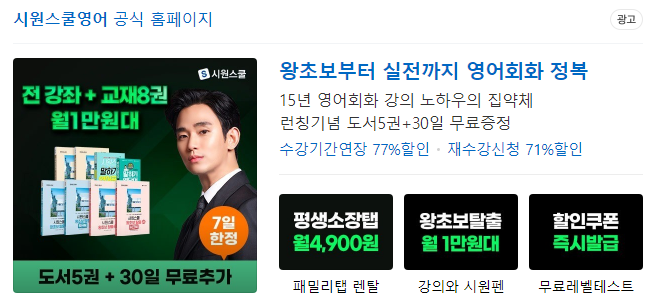 시원스쿨영어 공식 홈페이지
광고
S 시원스쿨
전 강좌 + 교재8권
월1만원대
7일
한정
도서5권 + 30일 무료추가
왕초보부터 실전까지 영어회화 정복
15년 영어회화 강의 노하우의 집약체
런칭기념 도서5권+30일 무료증정
수강기간연장 77%할인 · 재수강신청 71%할인
평생소장탭
월4,900원
패밀리탭 렌탈
왕초보탈출
월 1만원대
강의와 시원펜
할인쿠폰
즉시발급
무료레벨테스트